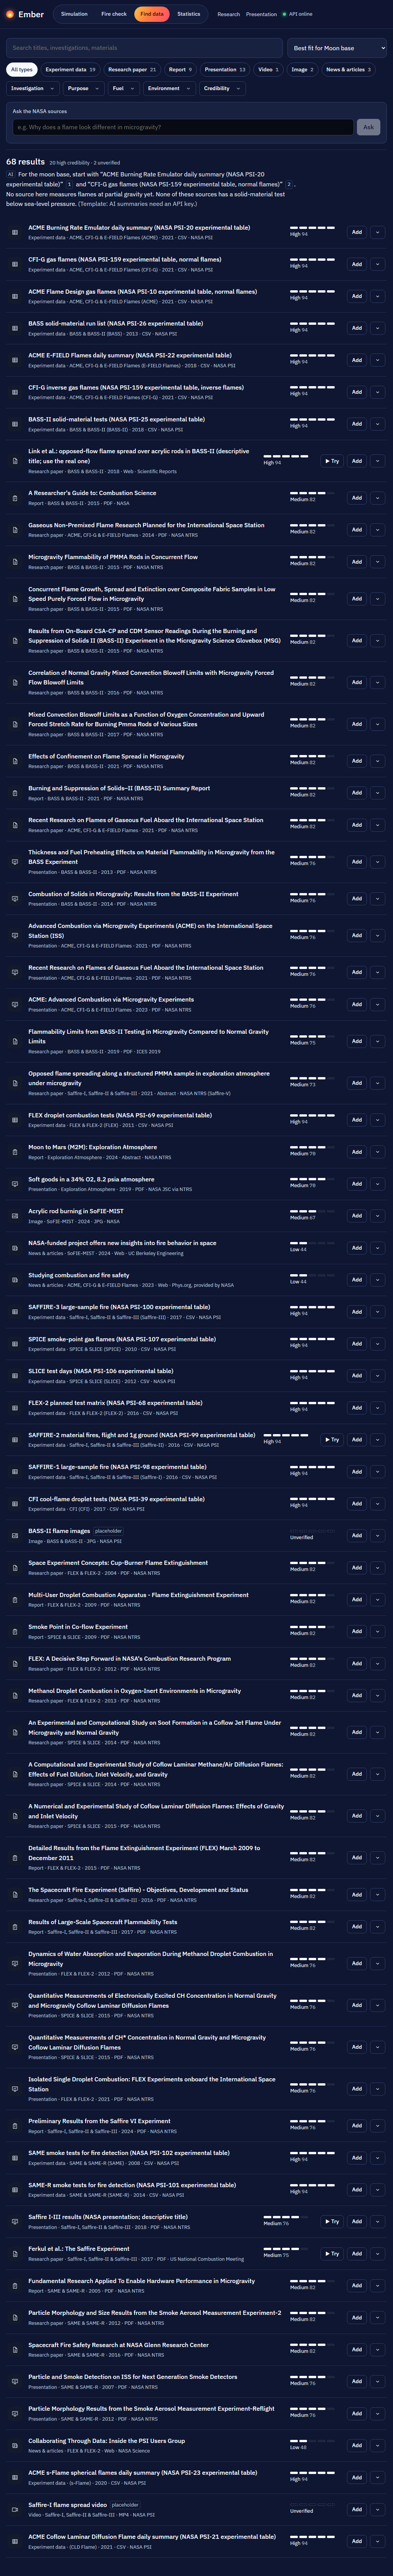 Ember
Simulation Fire check Find data Statistics Research Presentation API online
Search titles, investigations, materials
Best fit for Moon base
All types Experiment data 19 Research paper 21 Report 9 Presentation 13 Video 1 Image 2 News & articles 3
Investigation Purpose Fuel Environment Credibility
Ask the NASA sources
e.g. Why does a flame look different in microgravity?
Ask
68 results 20 high credibility · 2 unverified
AI For the moon base, start with “ACME Burning Rate Emulator daily summary (NASA PSI-20
experimental table)” 1 and “CFI-G gas flames (NASA PSI-159 experimental table, normal flames)” 2 .
No source here measures flames at partial gravity yet. None of these sources has a solid-material test
below sea-level pressure. (Template: AI summaries need an API key.)
ACME Burning Rate Emulator daily summary (NASA PSI-20 experimental table)
Experiment data · ACME, CFI-G & E-FIELD Flames (ACME) · 2021 · CSV · NASA PSI
High 94
Add
CFI-G gas flames (NASA PSI-159 experimental table, normal flames)
Experiment data · ACME, CFI-G & E-FIELD Flames (CFI-G) · 2021 · CSV · NASA PSI
High 94
Add
ACME Flame Design gas flames (NASA PSI-10 experimental table, normal flames)
Experiment data · ACME, CFI-G & E-FIELD Flames (ACME) · 2021 · CSV · NASA PSI
High 94
Add
BASS solid-material run list (NASA PSI-26 experimental table)
Experiment data · BASS & BASS-II (BASS) · 2013 · CSV · NASA PSI
High 94
Add
ACME E-FIELD Flames daily summary (NASA PSI-22 experimental table)
Experiment data · ACME, CFI-G & E-FIELD Flames (E-FIELD Flames) · 2018 · CSV · NASA PSI
High 94
Add
CFI-G inverse gas flames (NASA PSI-159 experimental table, inverse flames)
Experiment data · ACME, CFI-G & E-FIELD Flames (CFI-G) · 2021 · CSV · NASA PSI
High 94
Add
BASS-II solid-material tests (NASA PSI-25 experimental table)
Experiment data · BASS & BASS-II (BASS-II) · 2018 · CSV · NASA PSI
High 94
Add
Link et al.: opposed-flow flame spread over acrylic rods in BASS-II (descriptive
title; use the real one)
Research paper · BASS & BASS-II · 2018 · Web · Scientific Reports
High 94
Try Add
A Researcher's Guide to: Combustion Science
Report · BASS & BASS-II · 2015 · PDF · NASA
Medium 82
Add
Gaseous Non-Premixed Flame Research Planned for the International Space Station
Research paper · ACME, CFI-G & E-FIELD Flames · 2014 · PDF · NASA NTRS
Medium 82
Add
Microgravity Flammability of PMMA Rods in Concurrent Flow
Research paper · BASS & BASS-II · 2015 · PDF · NASA NTRS
Medium 82
Add
Concurrent Flame Growth, Spread and Extinction over Composite Fabric Samples in Low
Speed Purely Forced Flow in Microgravity
Research paper · BASS & BASS-II · 2015 · PDF · NASA NTRS
Medium 82
Add
Results from On-Board CSA-CP and CDM Sensor Readings During the Burning and
Suppression of Solids II (BASS-II) Experiment in the Microgravity Science Glovebox (MSG)
Research paper · BASS & BASS-II · 2015 · PDF · NASA NTRS
Medium 82
Add
Correlation of Normal Gravity Mixed Convection Blowoff Limits with Microgravity Forced
Flow Blowoff Limits
Research paper · BASS & BASS-II · 2016 · PDF · NASA NTRS
Medium 82
Add
Mixed Convection Blowoff Limits as a Function of Oxygen Concentration and Upward
Forced Stretch Rate for Burning Pmma Rods of Various Sizes
Research paper · BASS & BASS-II · 2017 · PDF · NASA NTRS
Medium 82
Add
Effects of Confinement on Flame Spread in Microgravity
Research paper · BASS & BASS-II · 2021 · PDF · NASA NTRS
Medium 82
Add
Burning and Suppression of Solids–II (BASS-II) Summary Report
Report · BASS & BASS-II · 2021 · PDF · NASA NTRS
Medium 82
Add
Recent Research on Flames of Gaseous Fuel Aboard the International Space Station
Research paper · ACME, CFI-G & E-FIELD Flames · 2021 · PDF · NASA NTRS
Medium 82
Add
Thickness and Fuel Preheating Effects on Material Flammability in Microgravity from the
BASS Experiment
Presentation · BASS & BASS-II · 2013 · PDF · NASA NTRS
Medium 76
Add
Combustion of Solids in Microgravity: Results from the BASS-II Experiment
Presentation · BASS & BASS-II · 2014 · PDF · NASA NTRS
Medium 76
Add
Advanced Combustion via Microgravity Experiments (ACME) on the International Space
Station (ISS)
Presentation · ACME, CFI-G & E-FIELD Flames · 2021 · PDF · NASA NTRS
Medium 76
Add
Recent Research on Flames of Gaseous Fuel Aboard the International Space Station
Presentation · ACME, CFI-G & E-FIELD Flames · 2021 · PDF · NASA NTRS
Medium 76
Add
ACME: Advanced Combustion via Microgravity Experiments
Presentation · ACME, CFI-G & E-FIELD Flames · 2023 · PDF · NASA NTRS
Medium 76
Add
Flammability Limits from BASS-II Testing in Microgravity Compared to Normal Gravity
Limits
Research paper · BASS & BASS-II · 2019 · PDF · ICES 2019
Medium 75
Add
Opposed flame spreading along a structured PMMA sample in exploration atmosphere
under microgravity
Research paper · Saffire-I, Saffire-II & Saffire-III · 2021 · Abstract · NASA NTRS (Saffire-V)
Medium 73
Add
FLEX droplet combustion tests (NASA PSI-69 experimental table)
Experiment data · FLEX & FLEX-2 (FLEX) · 2011 · CSV · NASA PSI
High 94
Add
Moon to Mars (M2M): Exploration Atmosphere
Report · Exploration Atmosphere · 2024 · Abstract · NASA NTRS
Medium 79
Add
Soft goods in a 34% O2, 8.2 psia atmosphere
Presentation · Exploration Atmosphere · 2019 · PDF · NASA JSC via NTRS
Medium 79
Add
Acrylic rod burning in SoFIE-MIST
Image · SoFIE-MIST · 2024 · JPG · NASA
Medium 67
Add
NASA-funded project offers new insights into fire behavior in space
News & articles · SoFIE-MIST · 2024 · Web · UC Berkeley Engineering
Low 44
Add
Studying combustion and fire safety
News & articles · ACME, CFI-G & E-FIELD Flames · 2023 · Web · Phys.org, provided by NASA
Low 44
Add
SAFFIRE-3 large-sample fire (NASA PSI-100 experimental table)
Experiment data · Saffire-I, Saffire-II & Saffire-III (Saffire-III) · 2017 · CSV · NASA PSI
High 94
Add
SPICE smoke-point gas flames (NASA PSI-107 experimental table)
Experiment data · SPICE & SLICE (SPICE) · 2010 · CSV · NASA PSI
High 94
Add
SLICE test days (NASA PSI-106 experimental table)
Experiment data · SPICE & SLICE (SLICE) · 2012 · CSV · NASA PSI
High 94
Add
FLEX-2 planned test matrix (NASA PSI-68 experimental table)
Experiment data · FLEX & FLEX-2 (FLEX-2) · 2016 · CSV · NASA PSI
High 94
Add
SAFFIRE-2 material fires, flight and 1g ground (NASA PSI-99 experimental table)
Experiment data · Saffire-I, Saffire-II & Saffire-III (Saffire-II) · 2016 · CSV · NASA PSI
High 94
Try Add
SAFFIRE-1 large-sample fire (NASA PSI-98 experimental table)
Experiment data · Saffire-I, Saffire-II & Saffire-III (Saffire-I) · 2016 · CSV · NASA PSI
High 94
Add
CFI cool-flame droplet tests (NASA PSI-39 experimental table)
Experiment data · CFI (CFI) · 2017 · CSV · NASA PSI
High 94
Add
BASS-II flame images placeholder
Image · BASS & BASS-II · JPG · NASA PSI
Unverified
Add
Space Experiment Concepts: Cup-Burner Flame Extinguishment
Research paper · FLEX & FLEX-2 · 2004 · PDF · NASA NTRS
Medium 82
Add
Multi-User Droplet Combustion Apparatus - Flame Extinguishment Experiment
Report · FLEX & FLEX-2 · 2009 · PDF · NASA NTRS
Medium 82
Add
Smoke Point in Co-flow Experiment
Report · SPICE & SLICE · 2009 · PDF · NASA NTRS
Medium 82
Add
FLEX: A Decisive Step Forward in NASA's Combustion Research Program
Research paper · FLEX & FLEX-2 · 2012 · PDF · NASA NTRS
Medium 82
Add
Methanol Droplet Combustion in Oxygen-Inert Environments in Microgravity
Research paper · FLEX & FLEX-2 · 2013 · PDF · NASA NTRS
Medium 82
Add
An Experimental and Computational Study on Soot Formation in a Coflow Jet Flame Under
Microgravity and Normal Gravity
Research paper · SPICE & SLICE · 2014 · PDF · NASA NTRS
Medium 82
Add
A Computational and Experimental Study of Coflow Laminar Methane/Air Diffusion Flames:
Effects of Fuel Dilution, Inlet Velocity, and Gravity
Research paper · SPICE & SLICE · 2014 · PDF · NASA NTRS
Medium 82
Add
A Numerical and Experimental Study of Coflow Laminar Diffusion Flames: Effects of Gravity
and Inlet Velocity
Research paper · SPICE & SLICE · 2015 · PDF · NASA NTRS
Medium 82
Add
Detailed Results from the Flame Extinguishment Experiment (FLEX) March 2009 to
December 2011
Report · FLEX & FLEX-2 · 2015 · PDF · NASA NTRS
Medium 82
Add
The Spacecraft Fire Experiment (Saffire) - Objectives, Development and Status
Research paper · Saffire-I, Saffire-II & Saffire-III · 2016 · PDF · NASA NTRS
Medium 82
Add
Results of Large-Scale Spacecraft Flammability Tests
Report · Saffire-I, Saffire-II & Saffire-III · 2017 · PDF · NASA NTRS
Medium 82
Add
Dynamics of Water Absorption and Evaporation During Methanol Droplet Combustion in
Microgravity
Presentation · FLEX & FLEX-2 · 2012 · PDF · NASA NTRS
Medium 76
Add
Quantitative Measurements of Electronically Excited CH Concentration in Normal Gravity
and Microgravity Coflow Laminar Diffusion Flames
Presentation · SPICE & SLICE · 2015 · PDF · NASA NTRS
Medium 76
Add
Quantitative Measurements of CH* Concentration in Normal Gravity and Microgravity
Coflow Laminar Diffusion Flames
Presentation · SPICE & SLICE · 2015 · PDF · NASA NTRS
Medium 76
Add
Isolated Single Droplet Combustion: FLEX Experiments onboard the International Space
Station
Presentation · FLEX & FLEX-2 · 2021 · PDF · NASA NTRS
Medium 76
Add
Preliminary Results from the Saffire VI Experiment
Report · Saffire-I, Saffire-II & Saffire-III · 2024 · PDF · NASA NTRS
Medium 76
Add
SAME smoke tests for fire detection (NASA PSI-102 experimental table)
Experiment data · SAME & SAME-R (SAME) · 2008 · CSV · NASA PSI
High 94
Add
SAME-R smoke tests for fire detection (NASA PSI-101 experimental table)
Experiment data · SAME & SAME-R (SAME-R) · 2014 · CSV · NASA PSI
High 94
Add
Saffire I-III results (NASA presentation; descriptive title)
Presentation · Saffire-I, Saffire-II & Saffire-III · 2018 · PDF · NASA NTRS
Medium 76
Try Add
Ferkul et al.: The Saffire Experiment
Research paper · Saffire-I, Saffire-II & Saffire-III · 2017 · PDF · US National Combustion Meeting
Medium 75
Try Add
Fundamental Research Applied To Enable Hardware Performance in Microgravity
Report · SAME & SAME-R · 2005 · PDF · NASA NTRS
Medium 82
Add
Particle Morphology and Size Results from the Smoke Aerosol Measurement Experiment-2
Research paper · SAME & SAME-R · 2012 · PDF · NASA NTRS
Medium 82
Add
Spacecraft Fire Safety Research at NASA Glenn Research Center
Research paper · SAME & SAME-R · 2016 · PDF · NASA NTRS
Medium 82
Add
Particle and Smoke Detection on ISS for Next Generation Smoke Detectors
Presentation · SAME & SAME-R · 2007 · PDF · NASA NTRS
Medium 76
Add
Particle Morphology Results from the Smoke Aerosol Measurement Experiment-Reflight
Presentation · SAME & SAME-R · 2012 · PDF · NASA NTRS
Medium 76
Add
Collaborating Through Data: Inside the PSI Users Group
News & articles · FLEX & FLEX-2 · Web · NASA Science
Low 48
Add
ACME s-Flame spherical flames daily summary (NASA PSI-23 experimental table)
Experiment data · (s-Flame) · 2020 · CSV · NASA PSI
High 94
Add
Saffire-I flame spread video placeholder
Video · Saffire-I, Saffire-II & Saffire-III · MP4 · NASA PSI
Unverified
Add
ACME Coflow Laminar Diffusion Flame daily summary (NASA PSI-21 experimental table)
Experiment data · (CLD Flame) · 2021 · CSV · NASA PSI
High 94
Add